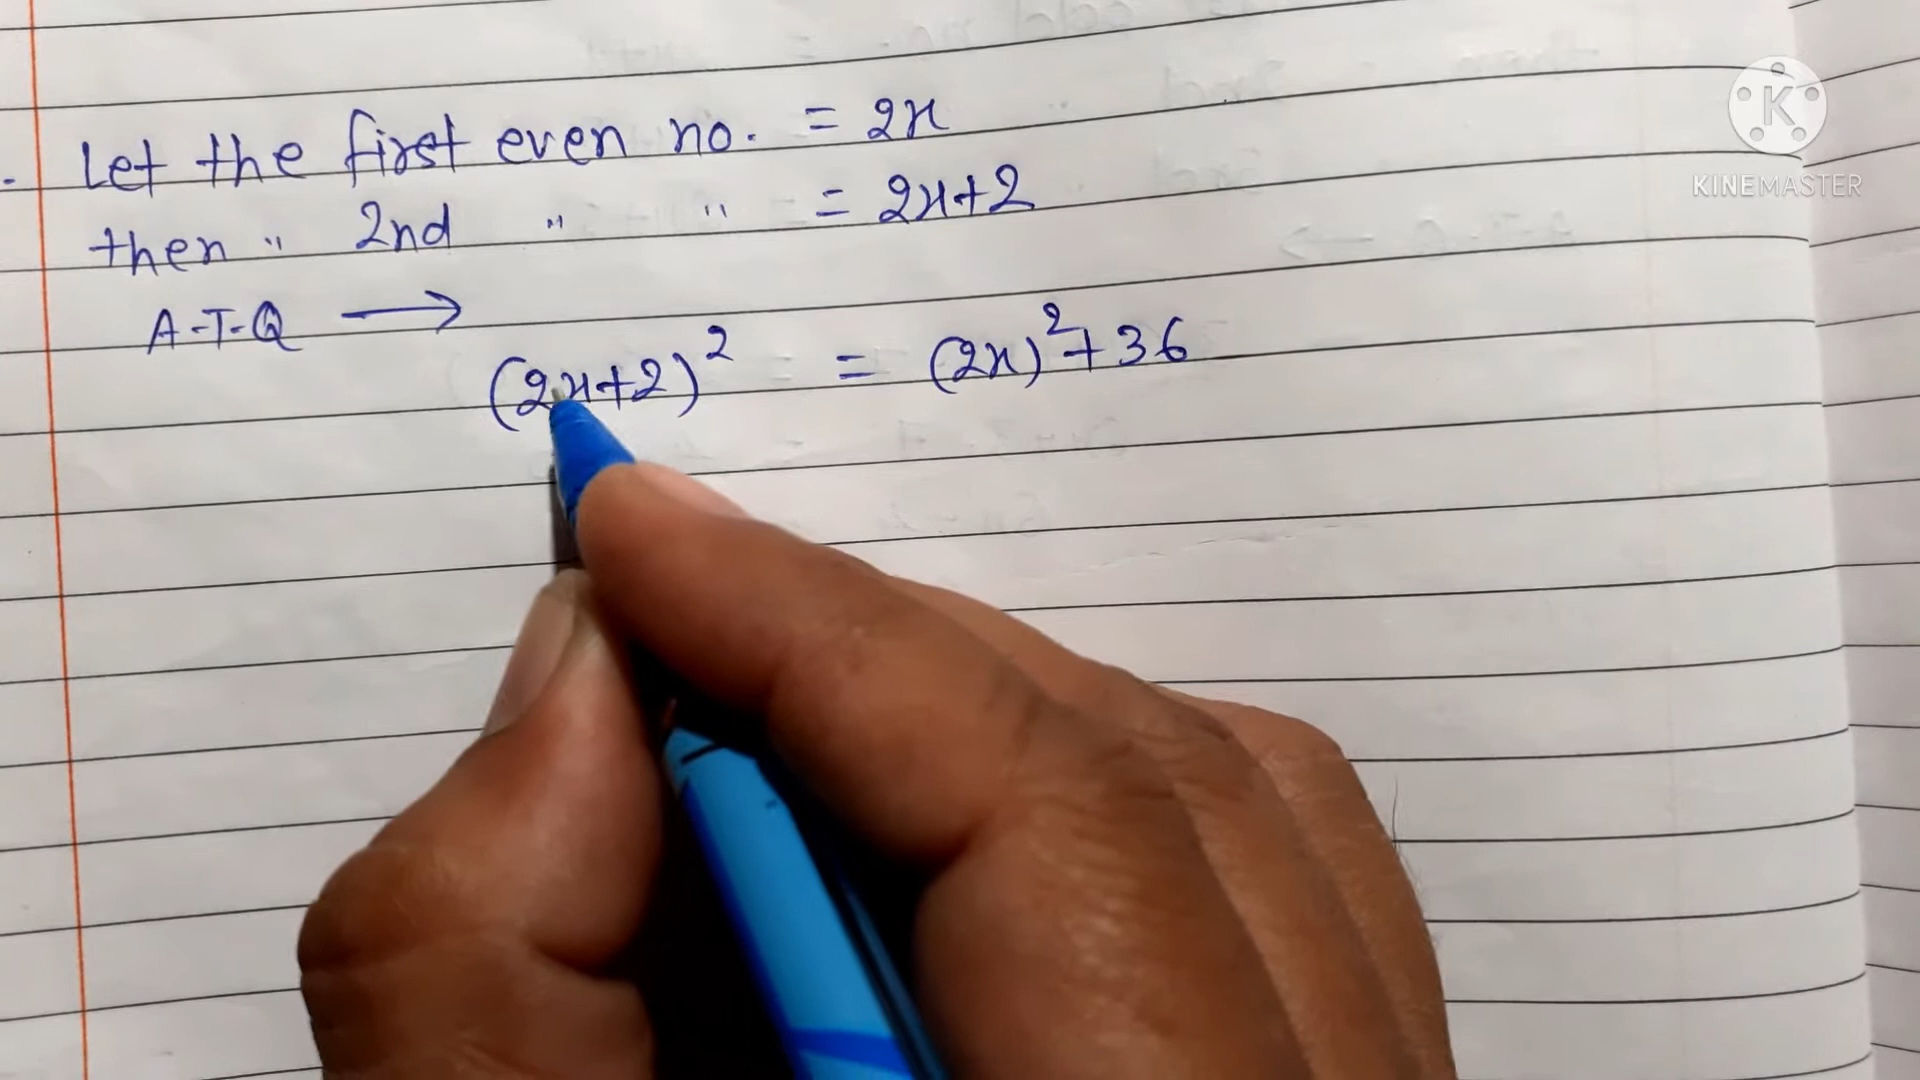 Let the first even no. = 2x
then " 2nd " " = 2x+2
A-T-Q ⟶
(2x+2)² = (2x)²+36
K
KINEMASTER